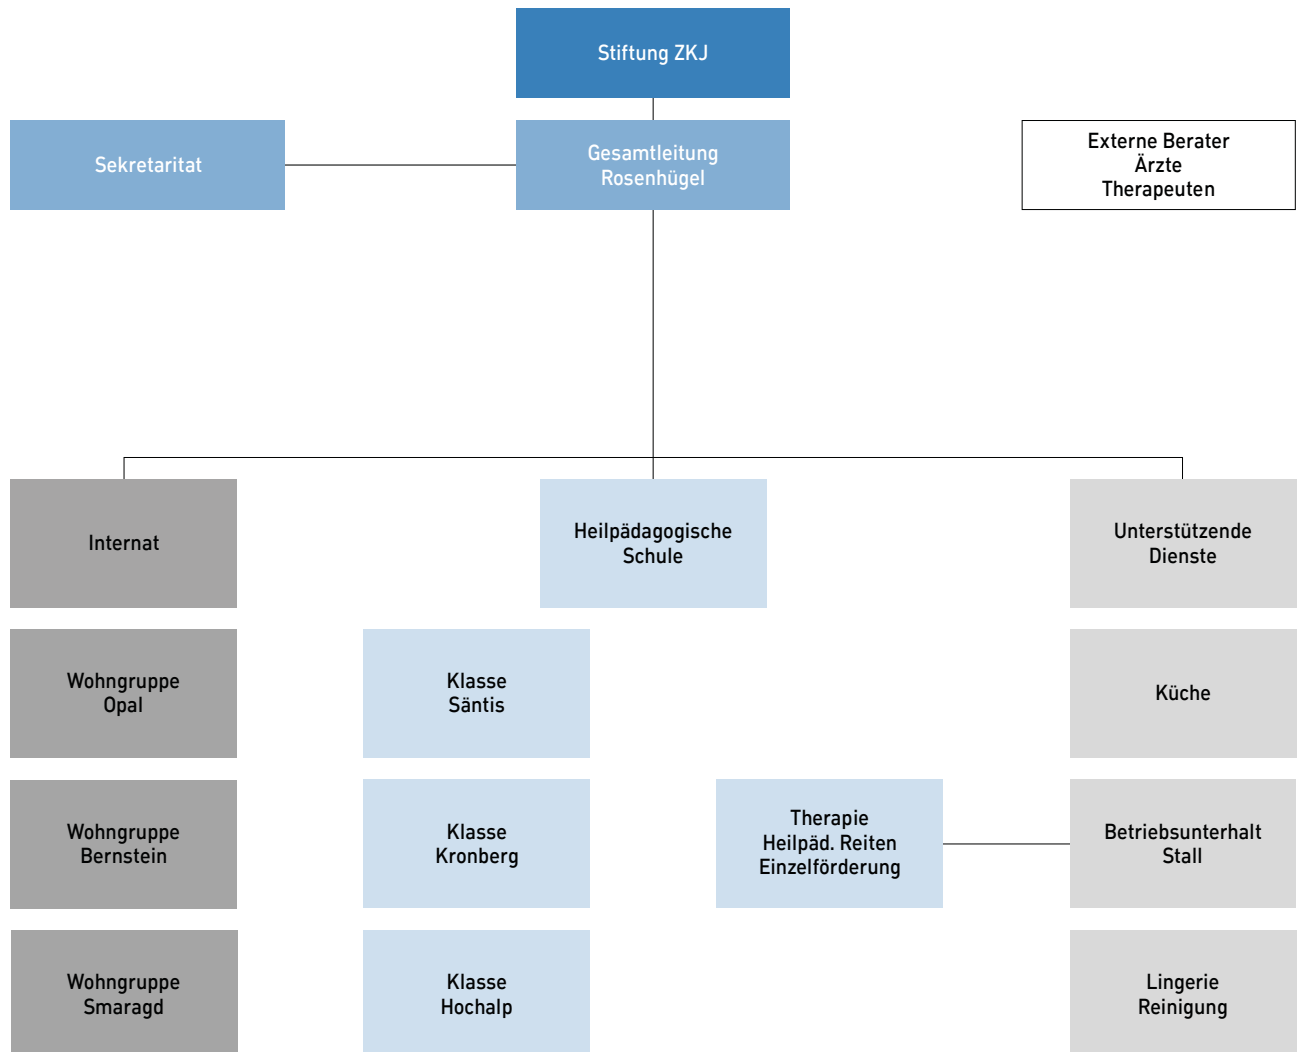 Stiftung ZKJ
Sekretaritat
Gesamtleitung
Rosenhügel
Externe Berater
Ärzte
Therapeuten
Internat
Heilpädagogische
Schule
Unterstützende
Dienste
Wohngruppe
Opal
Klasse
Säntis
Küche
Wohngruppe
Bernstein
Klasse
Kronberg
Therapie
Heilpäd. Reiten
Einzelförderung
Betriebsunterhalt
Stall
Wohngruppe
Smaragd
Klasse
Hochalp
Lingerie
Reinigung